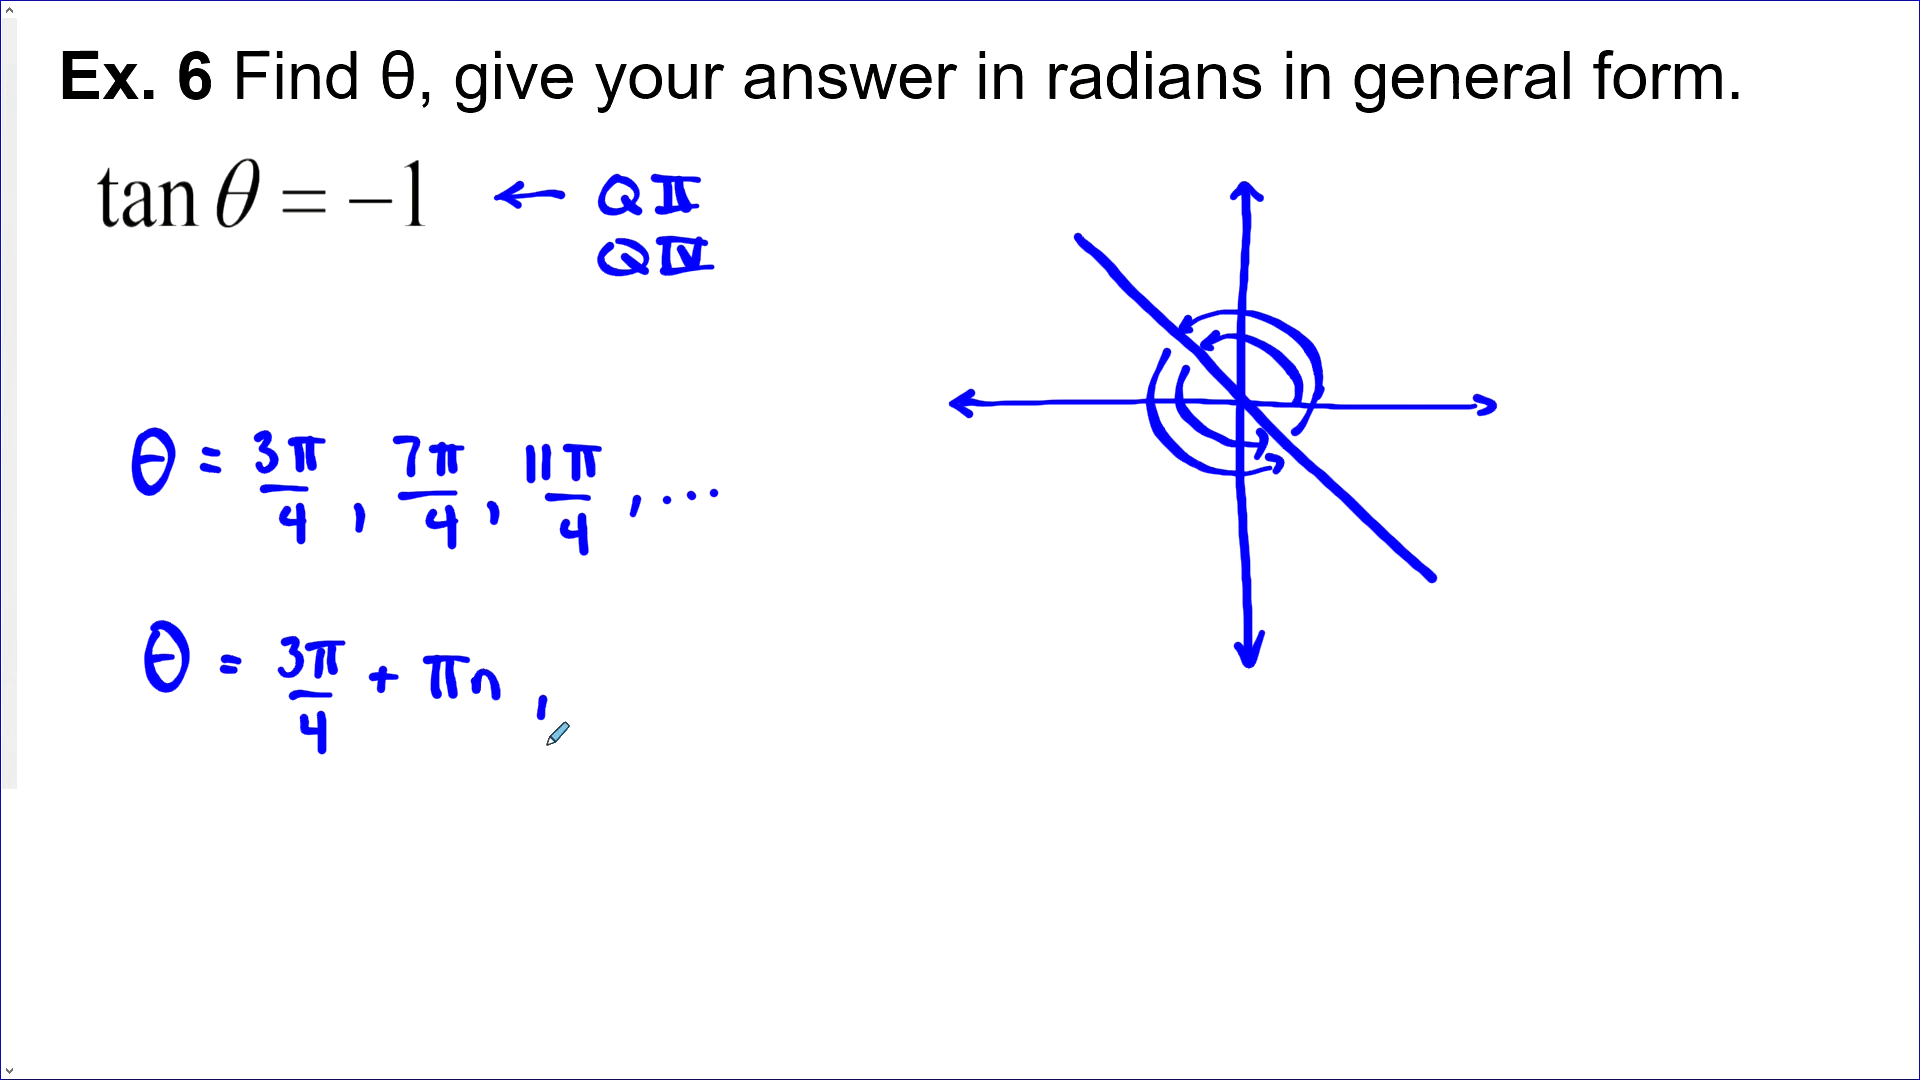 Ex. 6 Find θ, give your answer in radians in general form.
tan θ = −1 ← QII
QIV
θ = 3π/4, 7π/4, 11π/4, ...
θ = 3π/4 + πn,